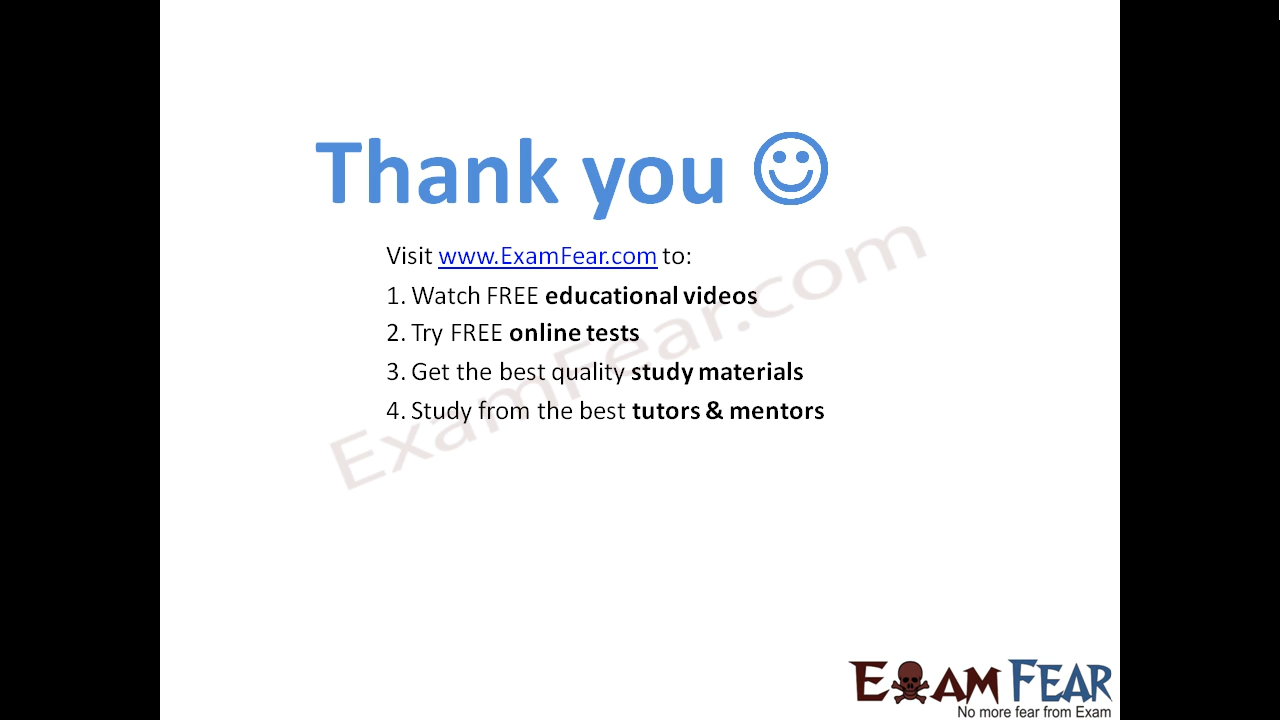 Thank you ☺
Visit www.ExamFear.com to:
1. Watch FREE educational videos
2. Try FREE online tests
3. Get the best quality study materials
4. Study from the best tutors & mentors
ExamFear.com
EXAM FEAR
No more fear from Exam